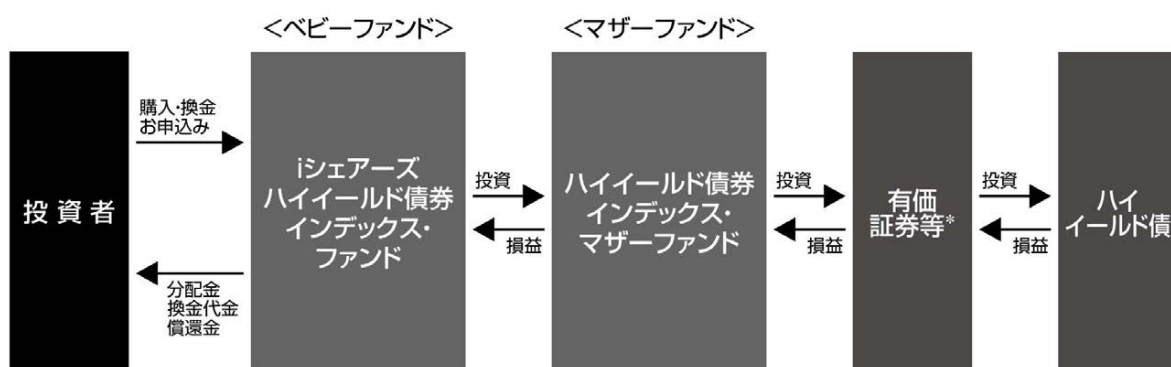 <ベビーファンド>
<マザーファンド>
投資者
購入・換金
お申込み
分配金
換金代金
償還金
iシェアーズ
ハイイールド債券
インデックス・
ファンド
投資
損益
ハイイールド債券
インデックス・
マザーファンド
投資
損益
有価
証券等*
投資
損益
ハイ
イールド債